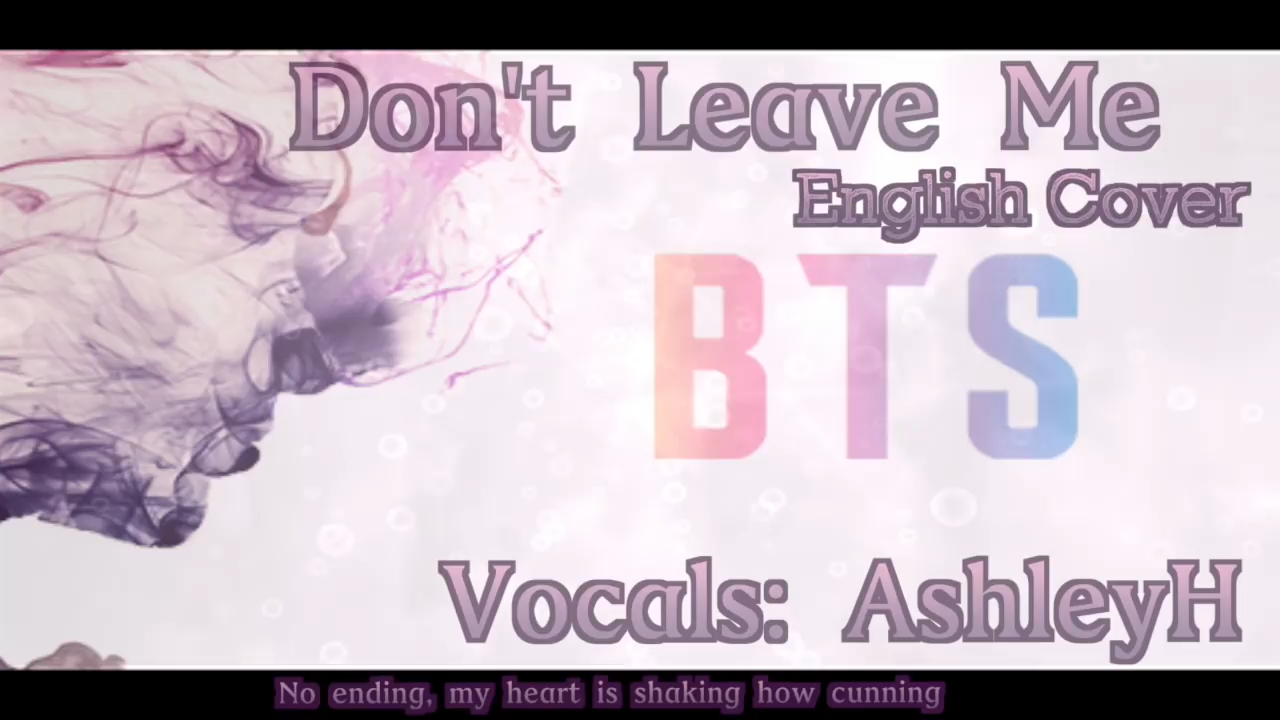 Don't Leave Me
English Cover
BTS
Vocals: AshleyH
No ending, my heart is shaking how cunning